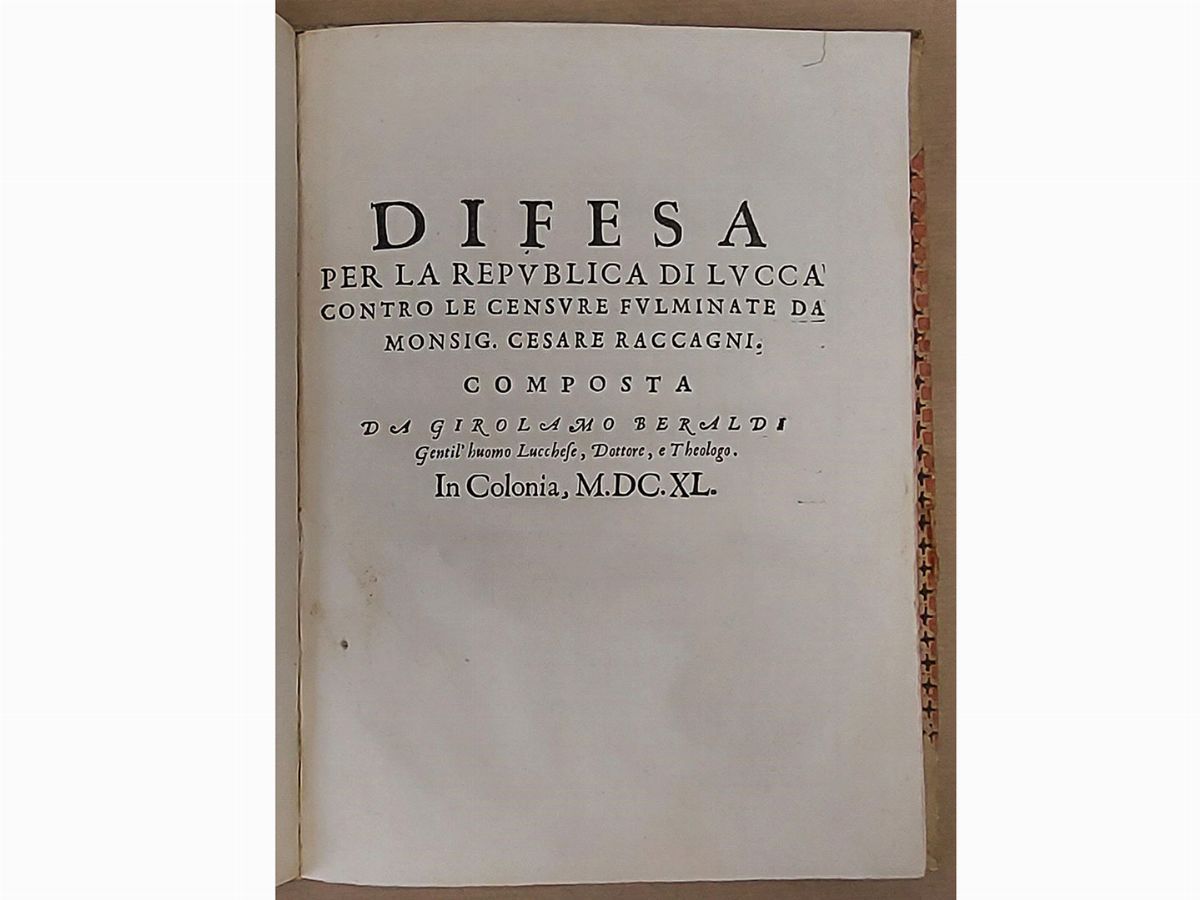 DIFESA
PER LA REPVBLICA DI LVCCA
CONTRO LE CENSVRE FVLMINATE DA
MONSIG. CESARE RACCAGNI.
COMPOSTA
DA GIROLAMO BERALDI
Gentil'huomo Lucchese, Dottore, e Theologo.
In Colonia, M.DC.XL.